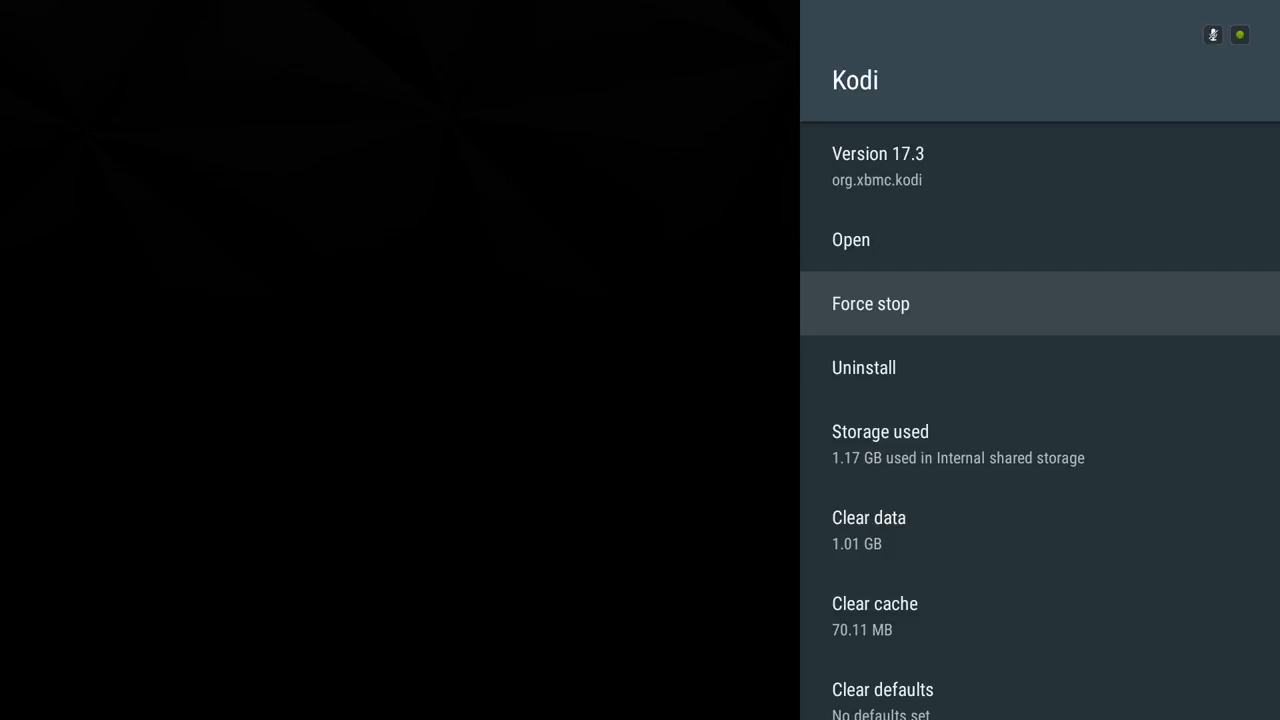 Kodi
Version 17.3
org.xbmc.kodi
Open
Force stop
Uninstall
Storage used
1.17 GB used in Internal shared storage
Clear data
1.01 GB
Clear cache
70.11 MB
Clear defaults
No defaults set